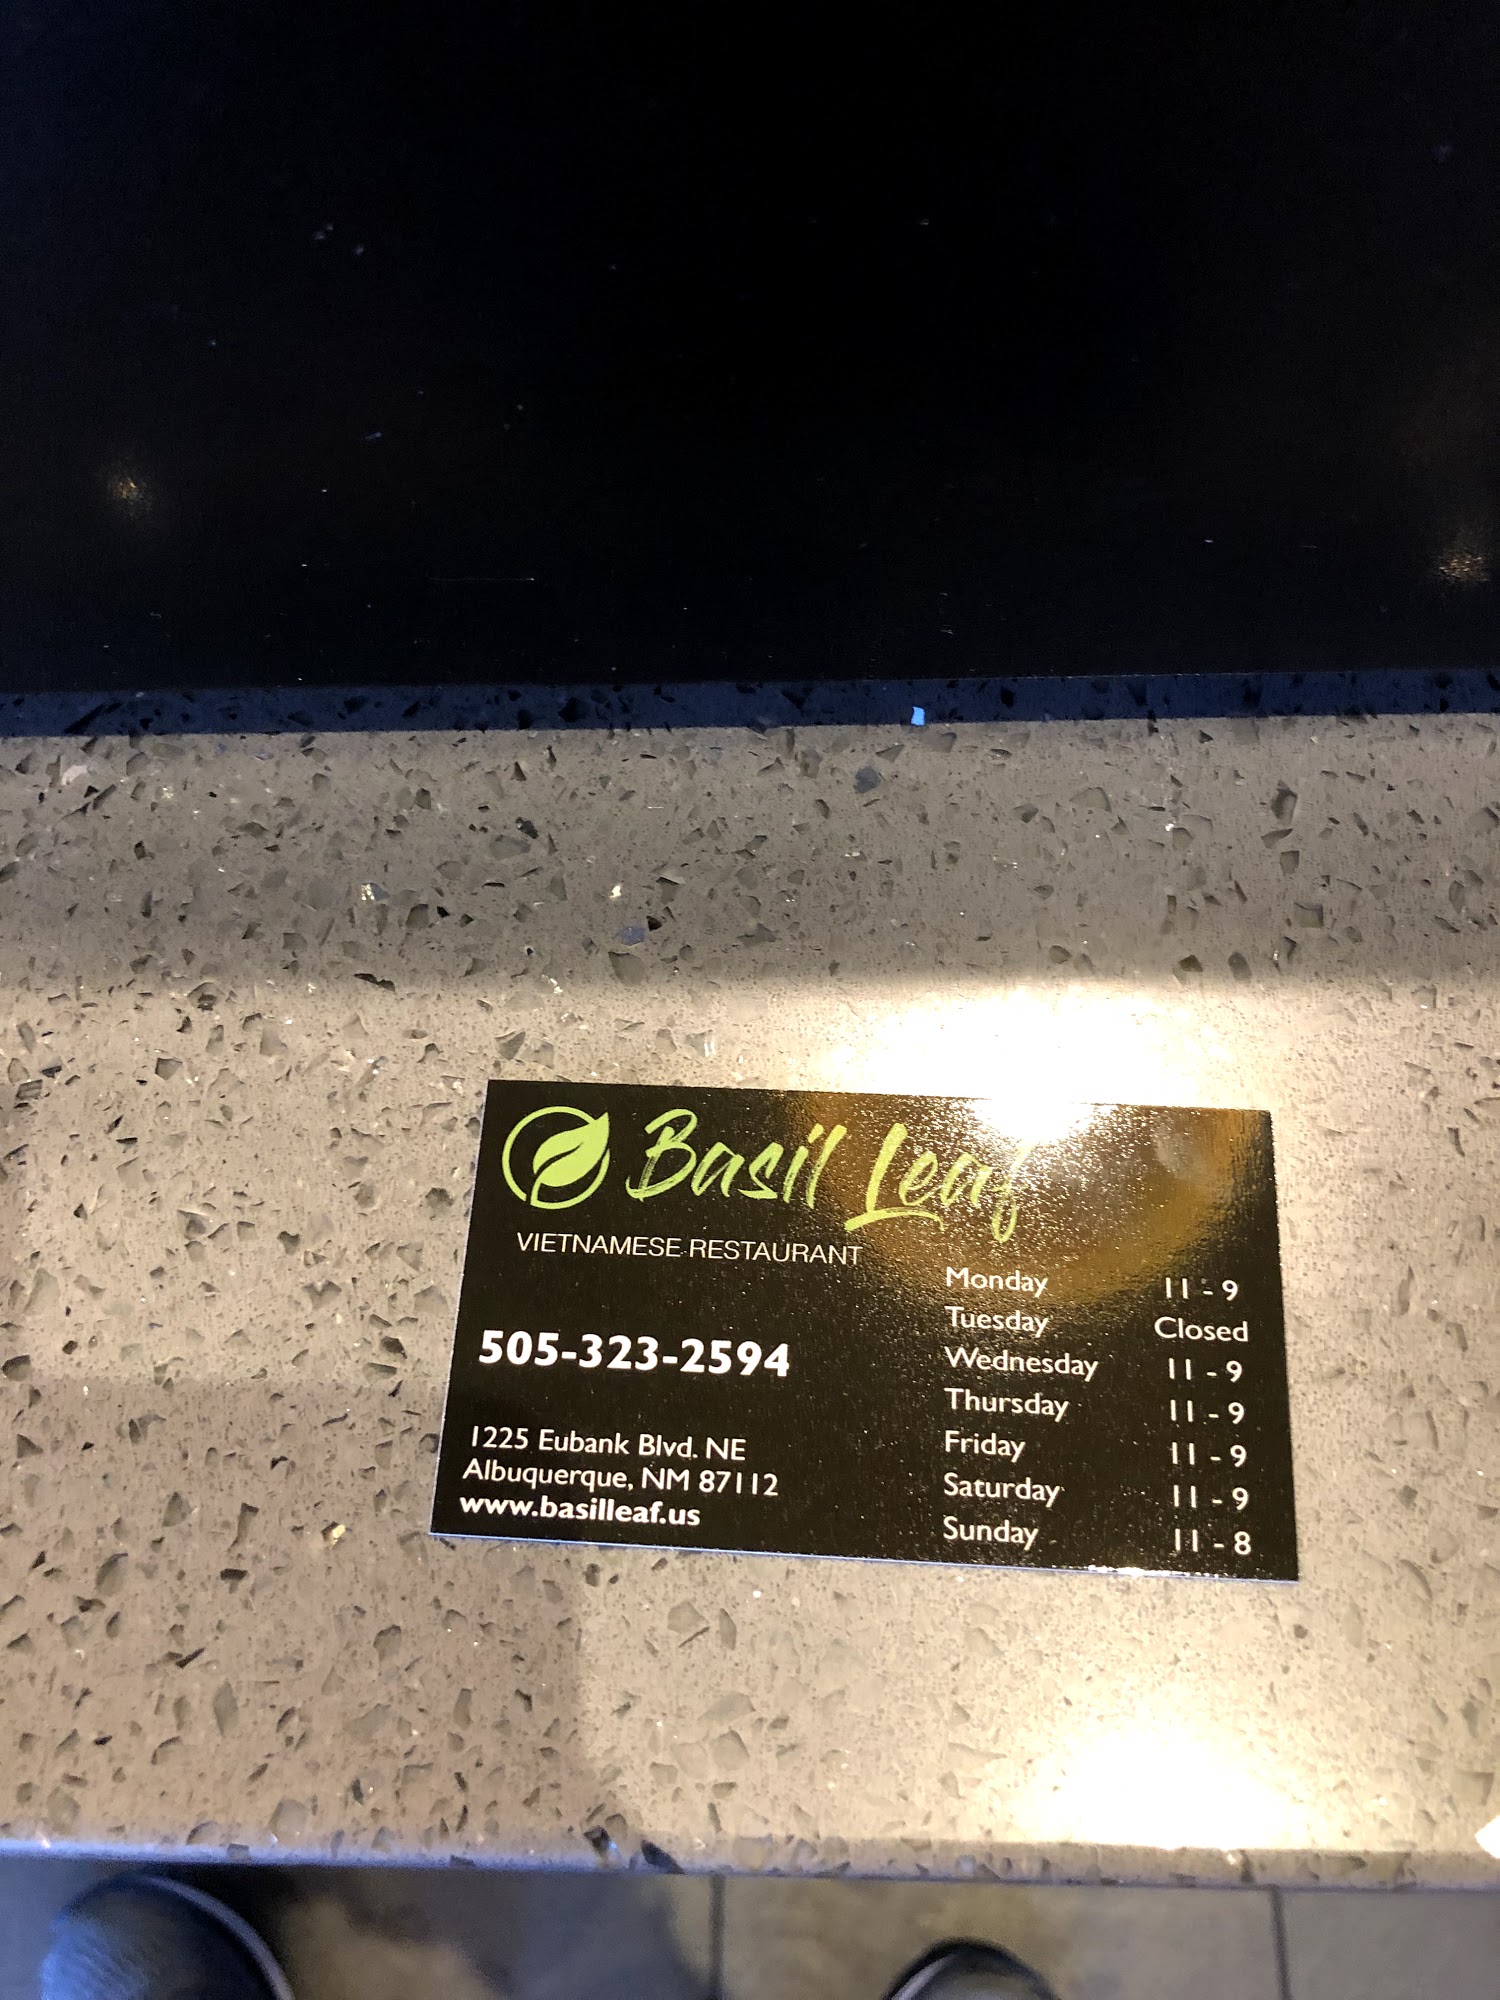 Basil Leaf
VIETNAMESE RESTAURANT
505-323-2594
1225 Eubank Blvd. NE
Albuquerque, NM 87112
www.basilleaf.us
Monday 11 - 9
Tuesday Closed
Wednesday 11 - 9
Thursday 11 - 9
Friday 11 - 9
Saturday 11 - 9
Sunday 11 - 8